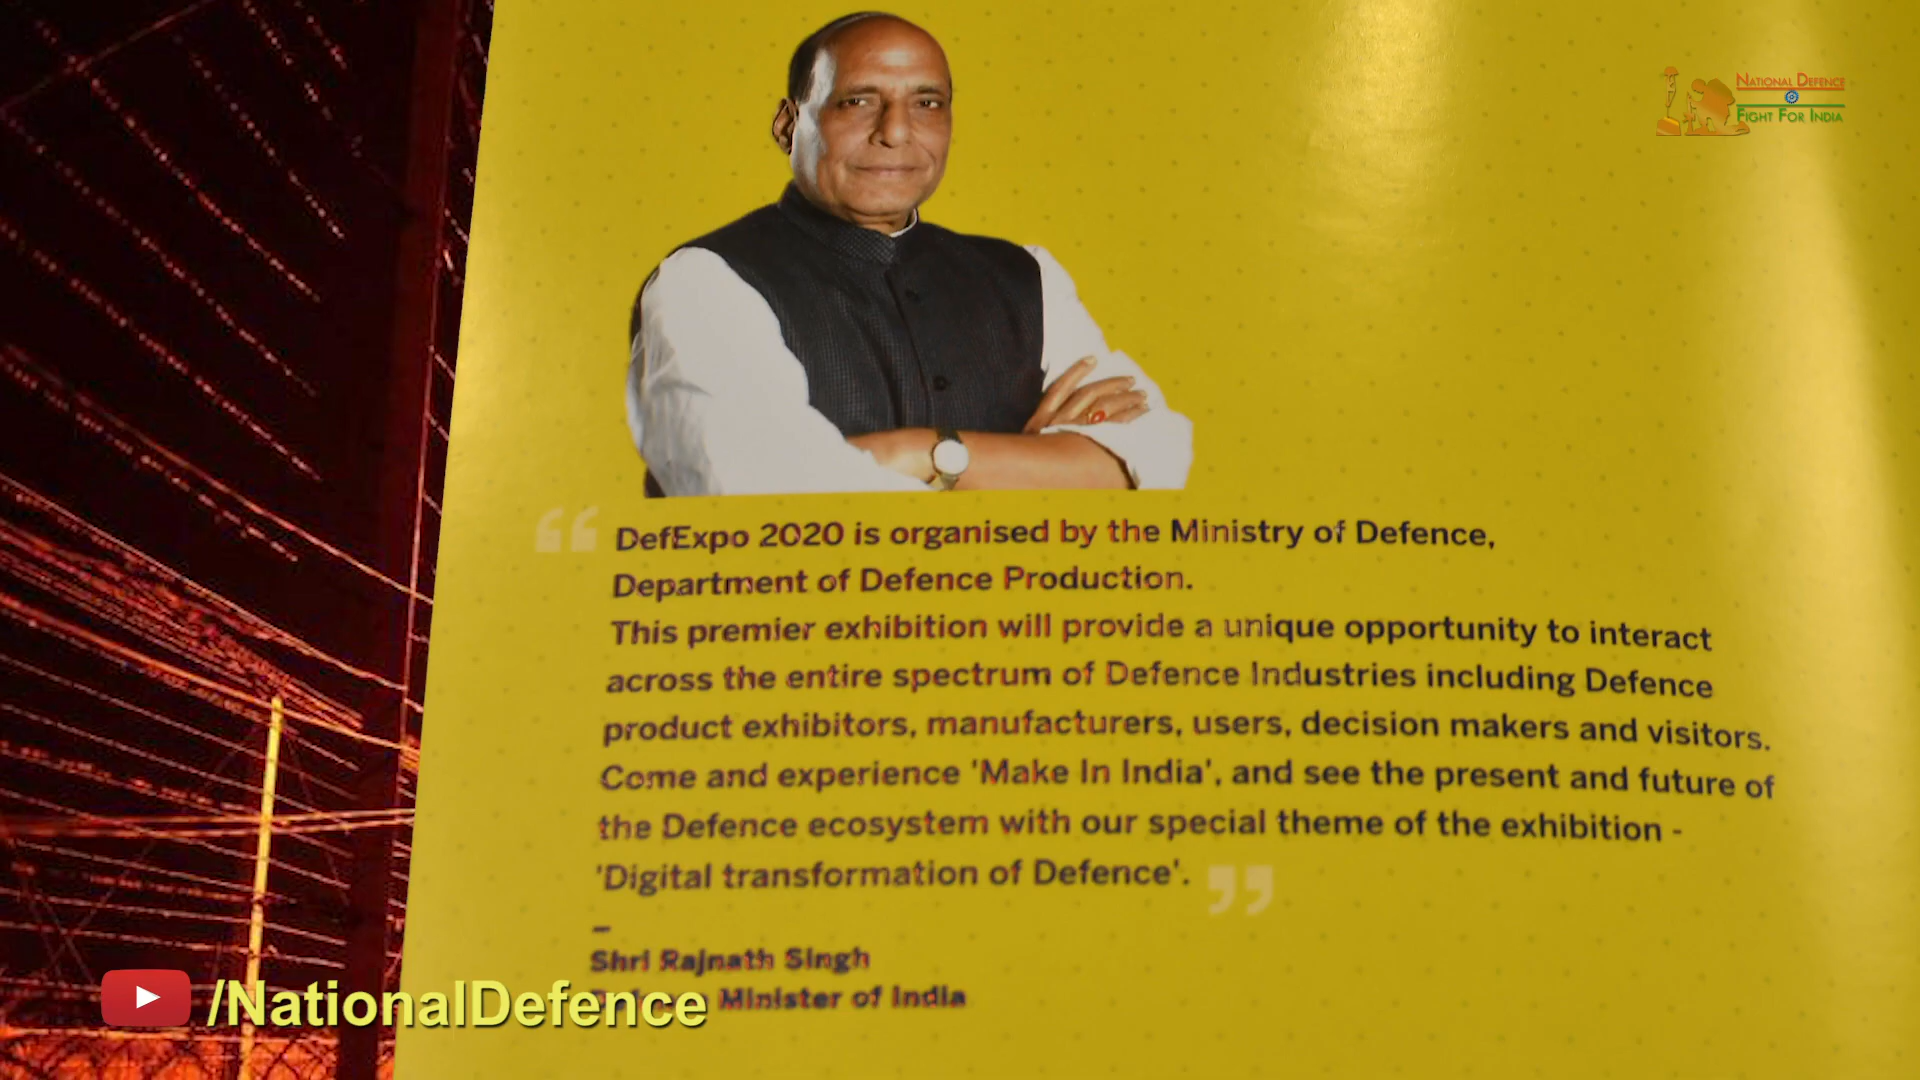 NATIONAL DEFENCE
FIGHT FOR INDIA
“ DefExpo 2020 is organised by the Ministry of Defence,
Department of Defence Production.
This premier exhibition will provide a unique opportunity to interact
across the entire spectrum of Defence Industries including Defence
product exhibitors, manufacturers, users, decision makers and visitors.
Come and experience 'Make In India', and see the present and future of
the Defence ecosystem with our special theme of the exhibition -
'Digital transformation of Defence'. ”
–
Shri Rajnath Singh
Minister of India
/NationalDefence